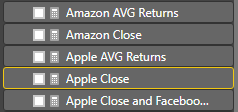 Amazon AVG Returns
Amazon Close
Apple AVG Returns
Apple Close
Apple Close and Faceboo...